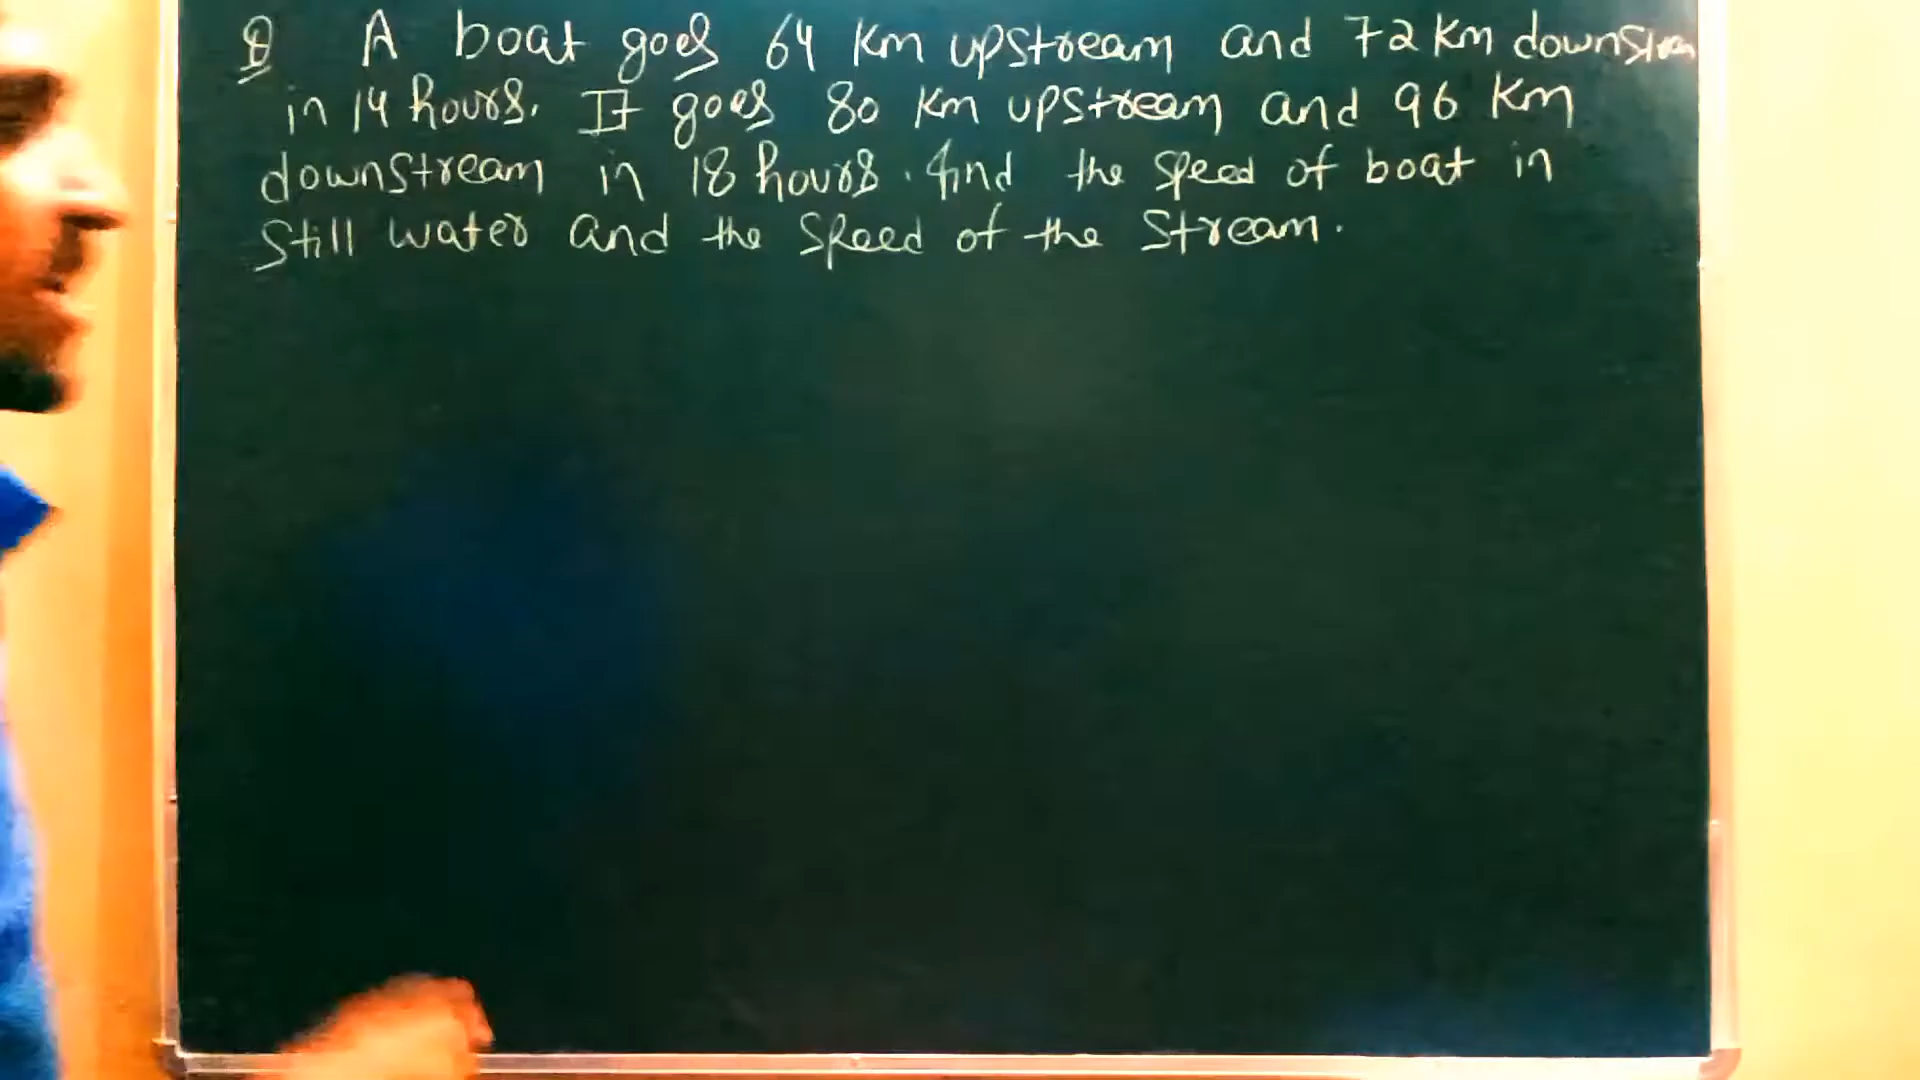 Q A boat goes 64 Km upstream and 72 Km downstream
in 14 hours. It goes 80 Km upstream and 96 Km
downstream in 18 hours. find the speed of boat in
Still water and the speed of the stream.